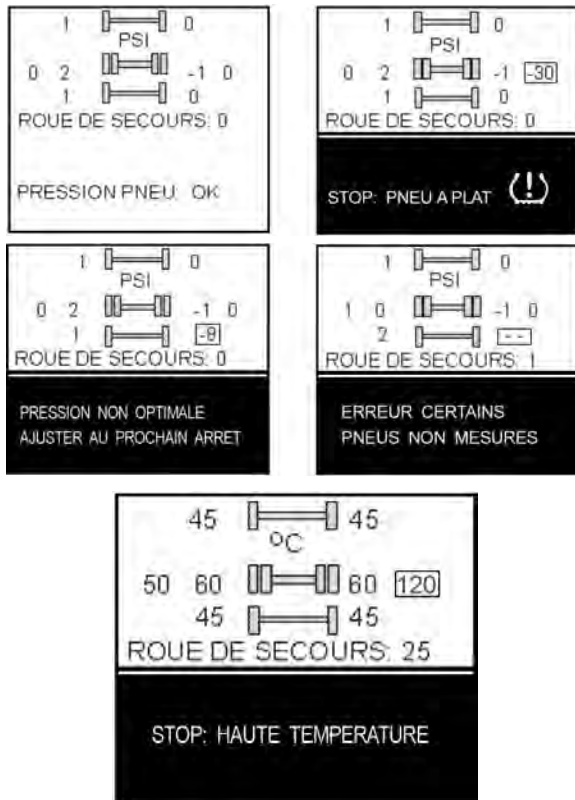 1 0
PSI
0 2 -1 0
1 0
ROUE DE SECOURS: 0
PRESSION PNEU: OK
1 0
PSI
0 2 -1 -30
1 0
ROUE DE SECOURS: 0
STOP: PNEU A PLAT (!)
1 0
PSI
0 2 -1 0
1 -8
ROUE DE SECOURS: 0
PRESSION NON OPTIMALE
AJUSTER AU PROCHAIN ARRET
1 0
PSI
1 0 -1 0
2 --
ROUE DE SECOURS: 1
ERREUR CERTAINS
PNEUS NON MESURES
45 45
°C
50 60 60 120
45 45
ROUE DE SECOURS: 25
STOP: HAUTE TEMPERATURE